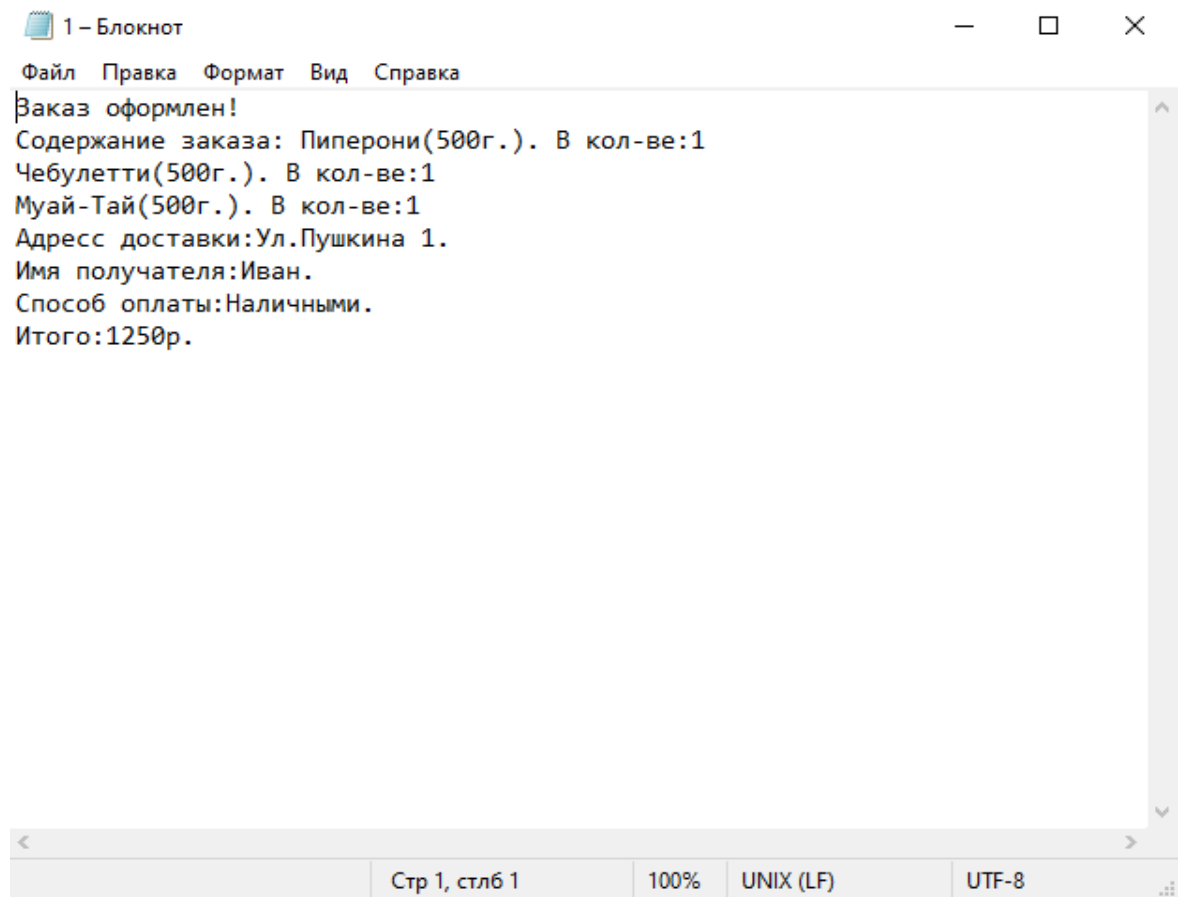 1 – Блокнот
Файл Правка Формат Вид Справка
Заказ оформлен!
Содержание заказа: Пиперони(500г.). В кол-ве:1
Чебулетти(500г.). В кол-ве:1
Муай-Тай(500г.). В кол-ве:1
Адресс доставки:Ул.Пушкина 1.
Имя получателя:Иван.
Способ оплаты:Наличными.
Итого:1250р.
Стр 1, стлб 1 100% UNIX (LF) UTF-8